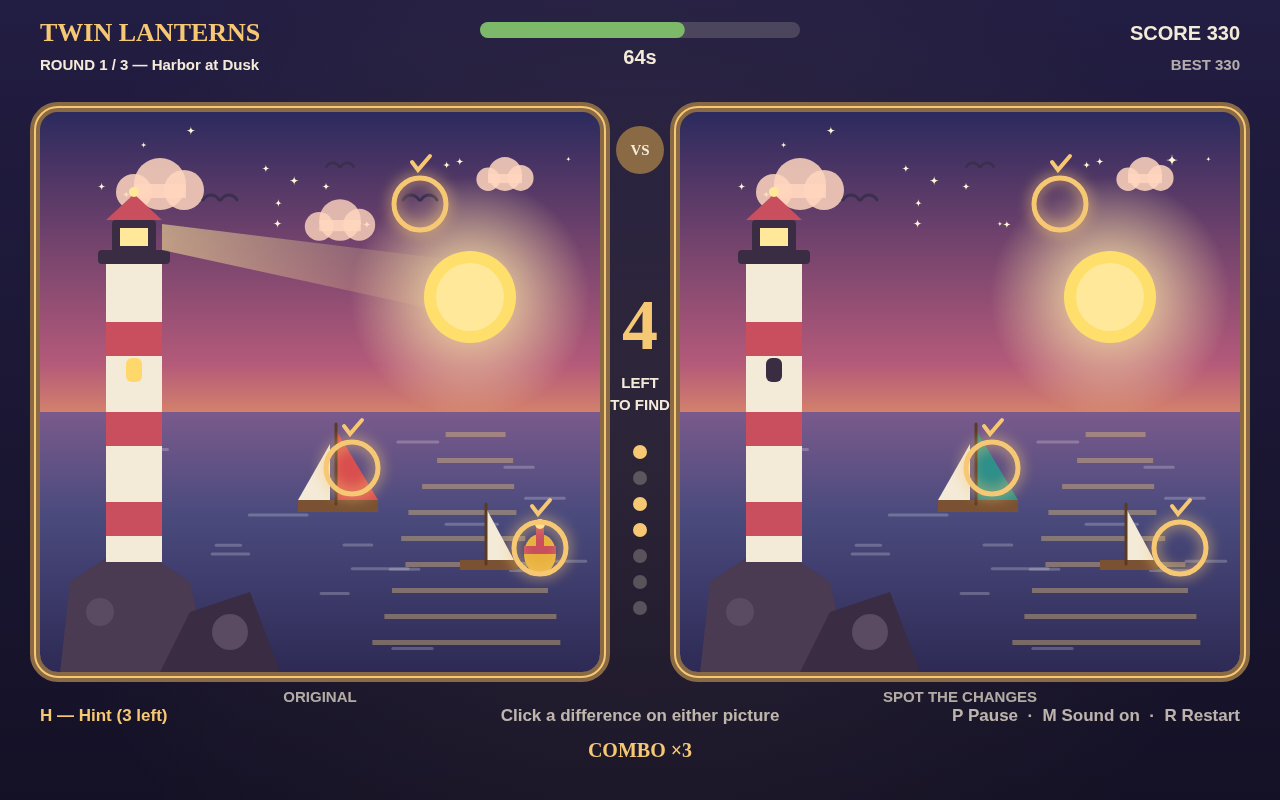 TWIN LANTERNS
ROUND 1 / 3 — Harbor at Dusk
64s
SCORE 330
BEST 330
VS
4
LEFT
TO FIND
ORIGINAL
SPOT THE CHANGES
H — Hint (3 left)
Click a difference on either picture
P Pause · M Sound on · R Restart
COMBO ×3